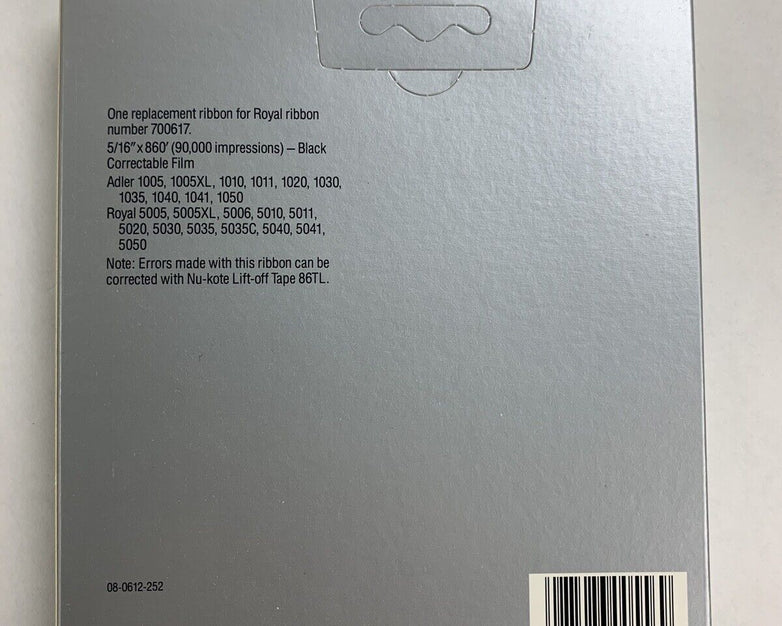 One replacement ribbon for Royal ribbon
number 700617.
5/16″ x 860′ (90,000 impressions) – Black
Correctable Film
Adler 1005, 1005XL, 1010, 1011, 1020, 1030,
1035, 1040, 1041, 1050
Royal 5005, 5005XL, 5006, 5010, 5011,
5020, 5030, 5035, 5035C, 5040, 5041,
5050
Note: Errors made with this ribbon can be
corrected with Nu-kote Lift-off Tape 86TL.
08-0612-252